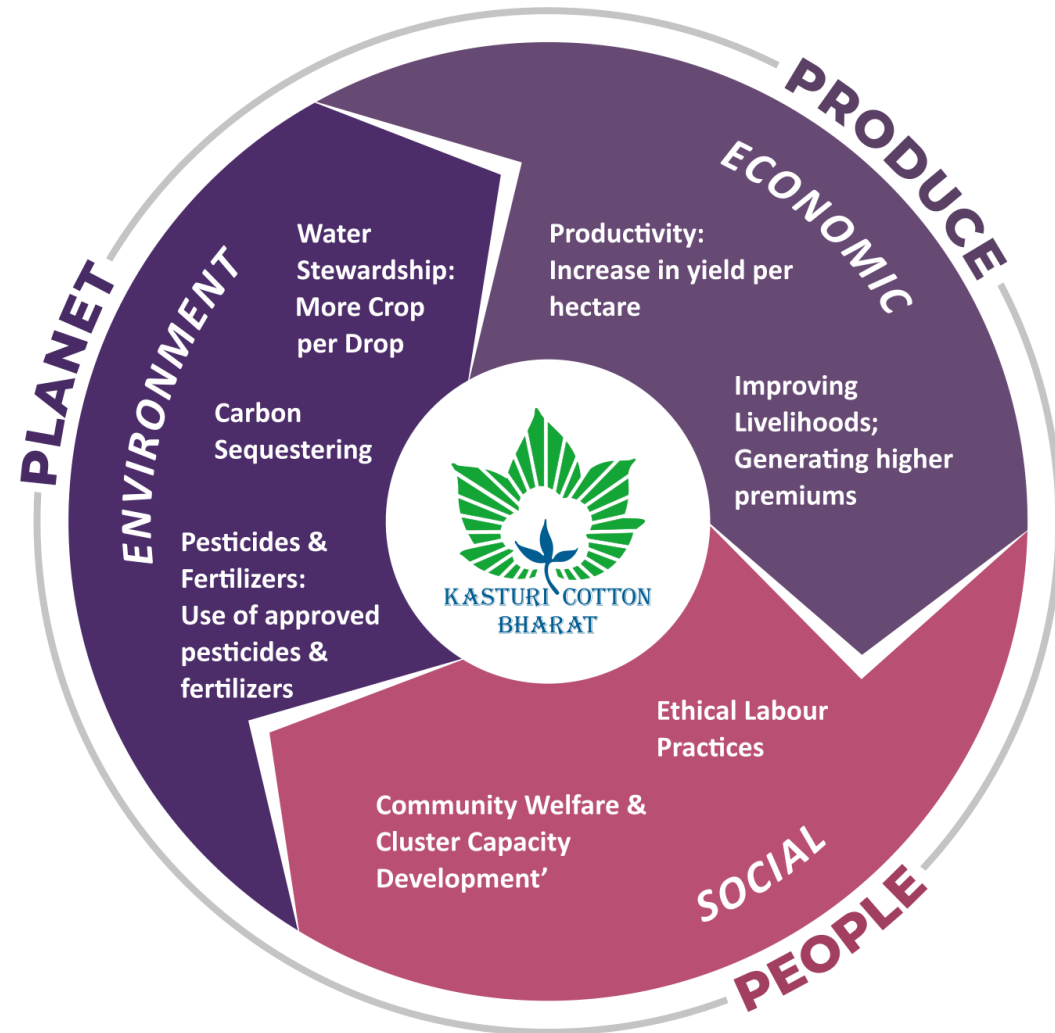 PLANET
ENVIRONMENT
Water
Stewardship:
More Crop
per Drop
Carbon
Sequestering
Pesticides &
Fertilizers:
Use of approved
pesticides &
fertilizers
PRODUCE
ECONOMIC
Productivity:
Increase in yield per
hectare
Improving
Livelihoods;
Generating higher
premiums
KASTURI COTTON
BHARAT
Ethical Labour
Practices
Community Welfare &
Cluster Capacity
Development’
SOCIAL
PEOPLE